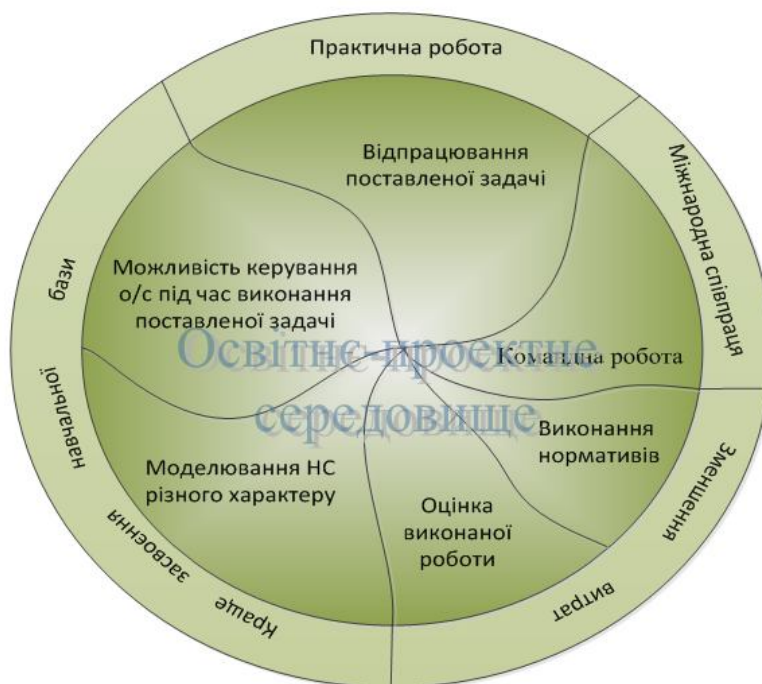 Практична робота
Міжнародна співпраця
Зменшення
витрат
Краще
засвоєння
навчальної
бази
Відпрацювання
поставленої задачі
Можливість керування
о/с під час виконання
поставленої задачі
Освітнє проектне
середовище
Командна робота
Виконання
нормативів
Моделювання НС
різного характеру
Оцінка
виконаної
роботи